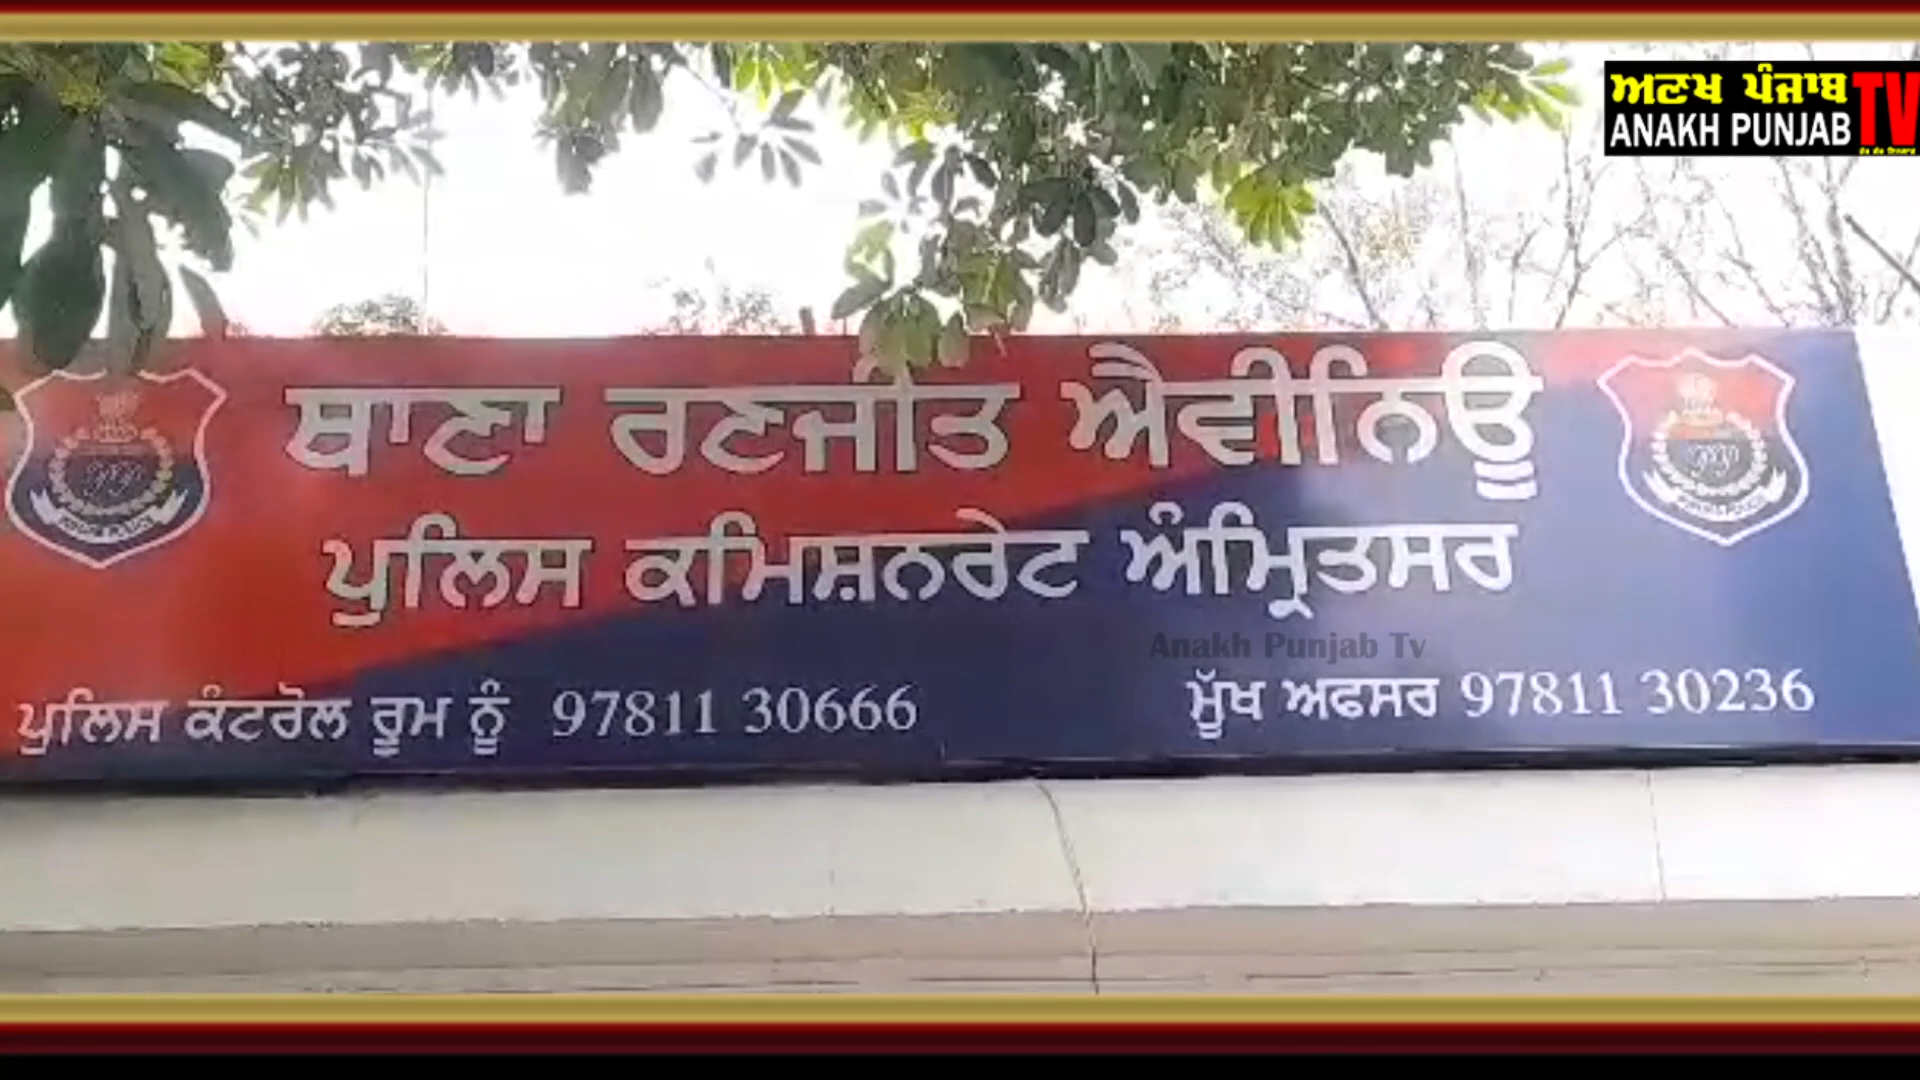 ਅਣਖ ਪੰਜਾਬ TV
ANAKH PUNJAB
ਥਾਣਾ ਰਣਜੀਤ ਐਵੀਨਿਊ
ਪੁਲਿਸ ਕਮਿਸ਼ਨਰੇਟ ਅੰਮ੍ਰਿਤਸਰ
Anakh Punjab Tv
ਪੁਲਿਸ ਕੰਟਰੋਲ ਰੂਮ ਨੂੰ 97811 30666
ਮੁੱਖ ਅਫਸਰ 97811 30236